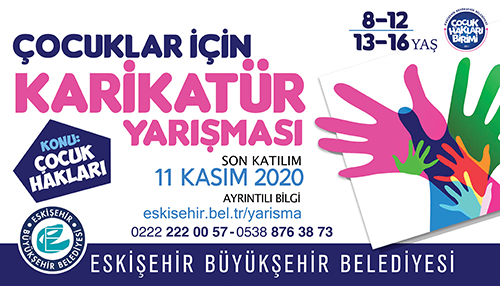 ÇOCUKLAR İÇİN
KARİKATÜR
YARIŞMASI
8-12
13-16 YAŞ
ÇOCUK
HAKLARI
BİRİMİ
KONU:
ÇOCUK
HAKLARI
SON KATILIM
11 KASIM 2020
AYRINTILI BİLGİ
eskisehir.bel.tr/yarisma
0222 222 00 57-0538 876 38 73
ESKİŞEHİR
BÜYÜKŞEHİR BELEDİYESİ
ESKİŞEHİR BÜYÜKŞEHİR BELEDİYESİ